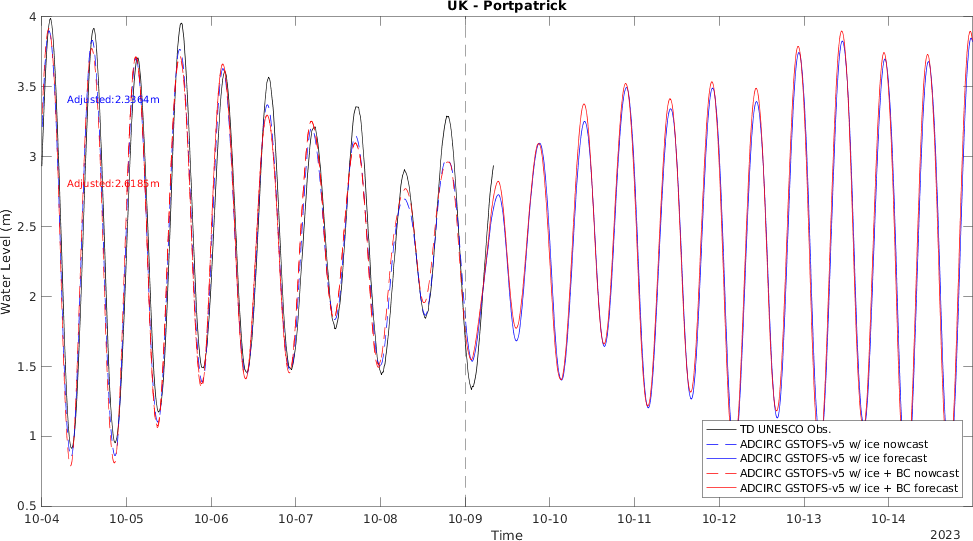 UK - Portpatrick
4
3.5
3
2.5
2
1.5
1
0.5
Water Level (m)
Adjusted:2.3364m
Adjusted:2.6185m
TD UNESCO Obs.
ADCIRC GSTOFS-v5 w/ ice nowcast
ADCIRC GSTOFS-v5 w/ ice forecast
ADCIRC GSTOFS-v5 w/ ice + BC nowcast
ADCIRC GSTOFS-v5 w/ ice + BC forecast
10-04 10-05 10-06 10-07 10-08 10-09 10-10 10-11 10-12 10-13 10-14
Time
2023